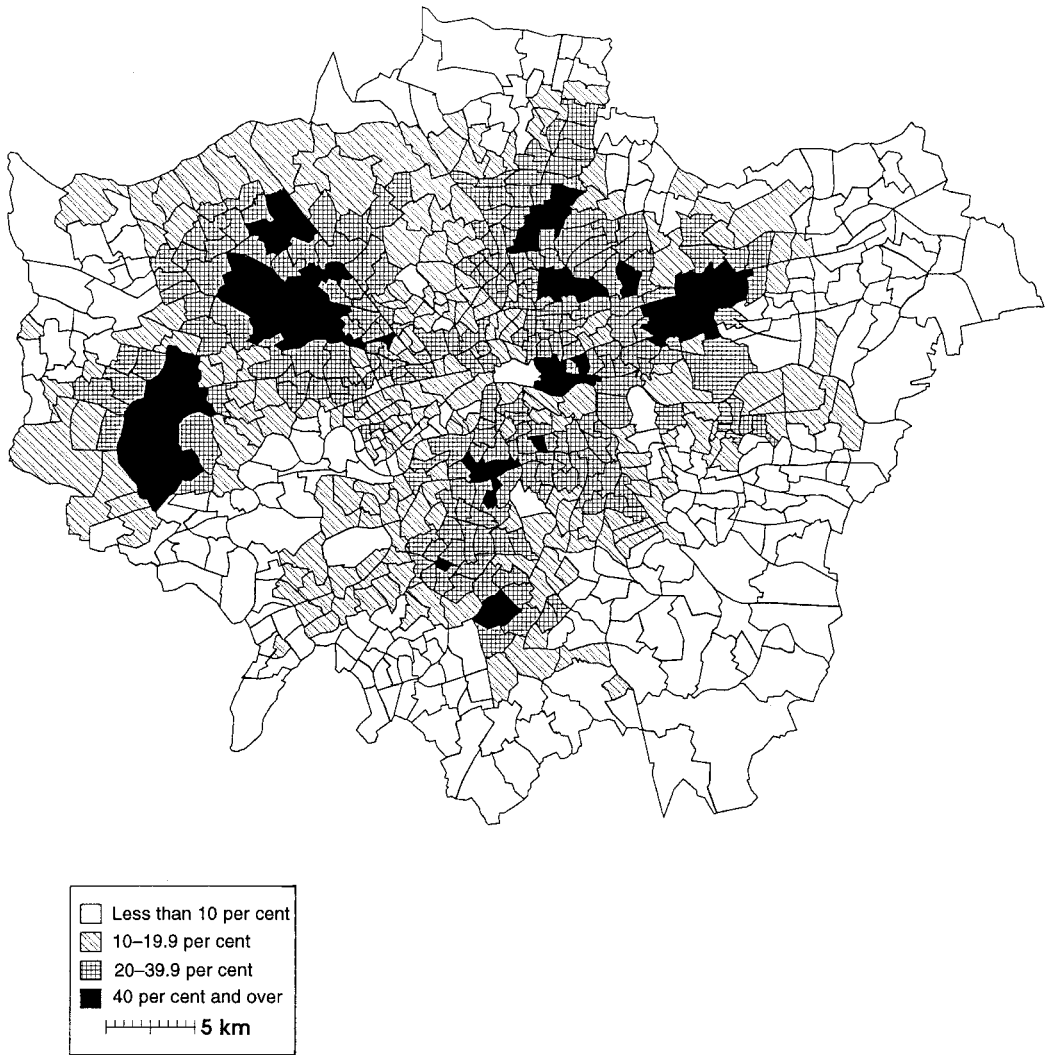 Less than 10 per cent
10–19.9 per cent
20–39.9 per cent
40 per cent and over
5 km